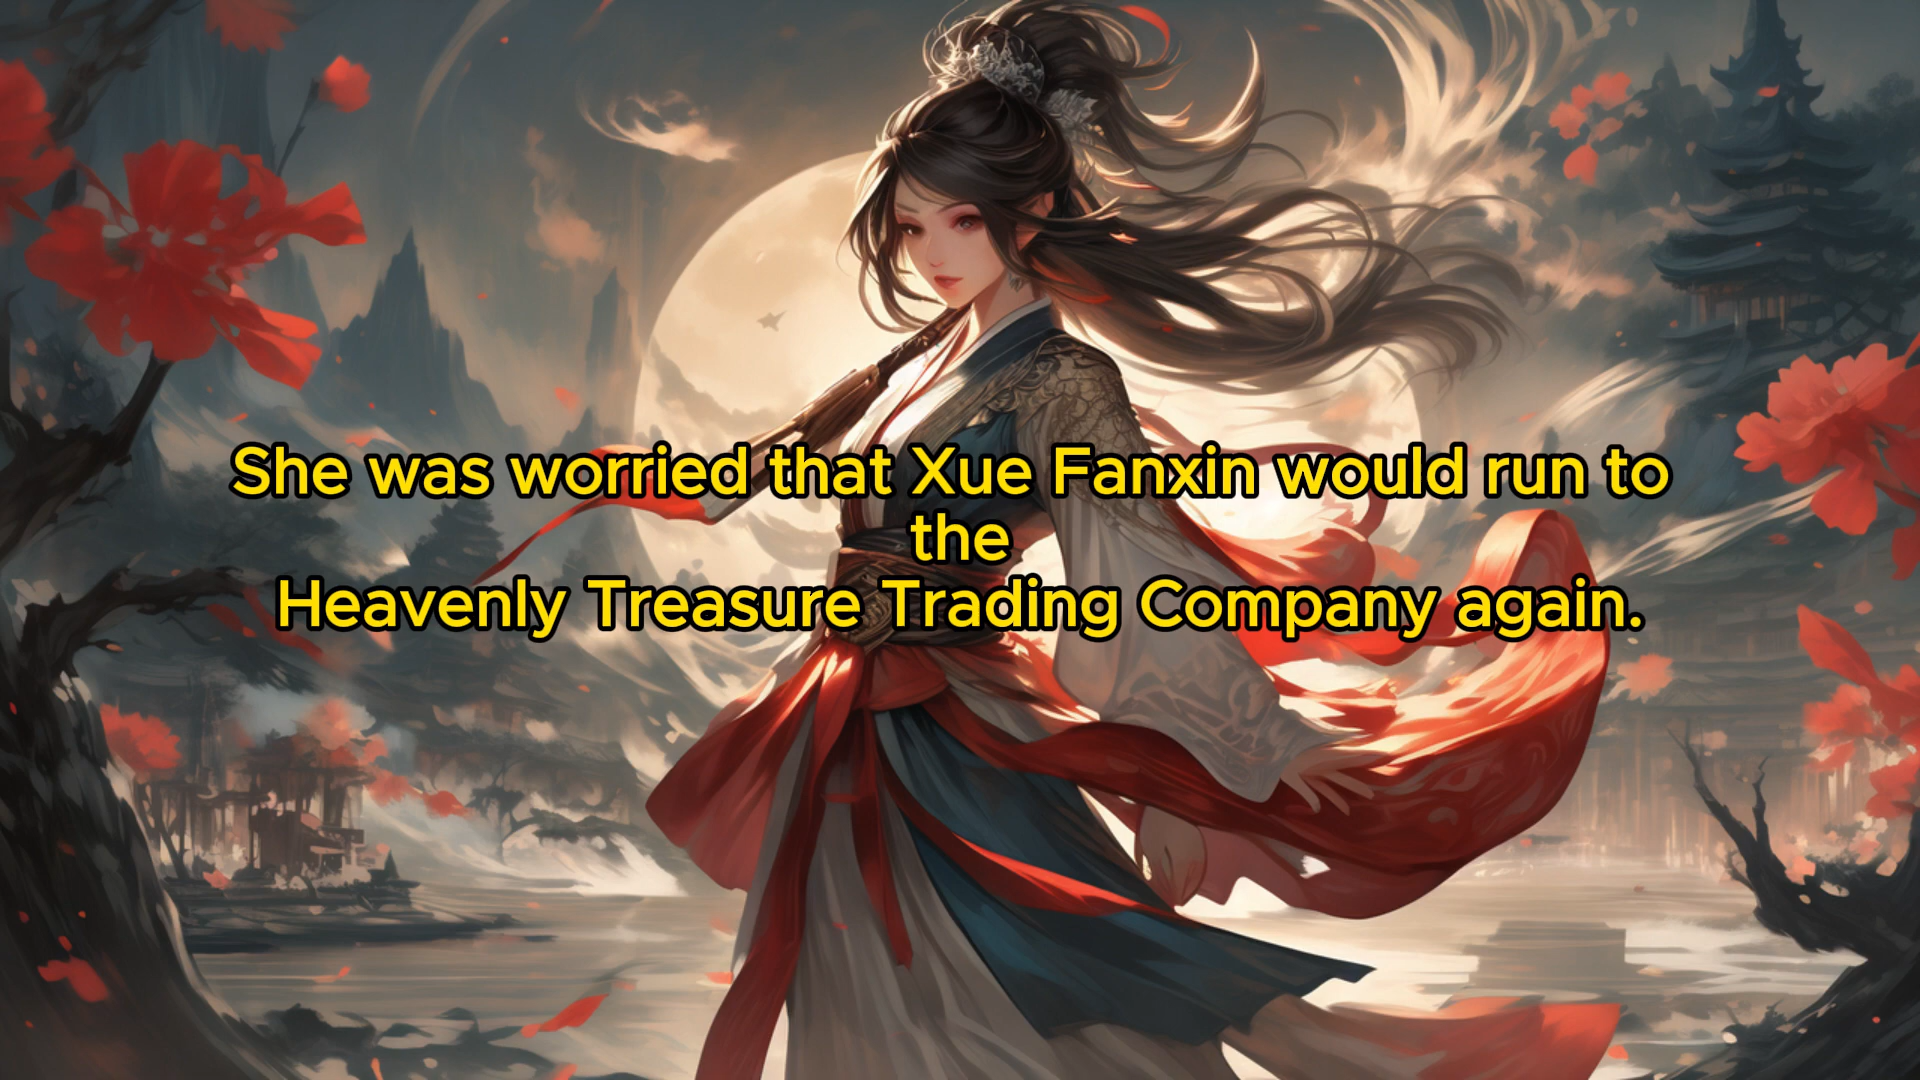 She was worried that Xue Fanxin would run to
the
Heavenly Treasure Trading Company again.